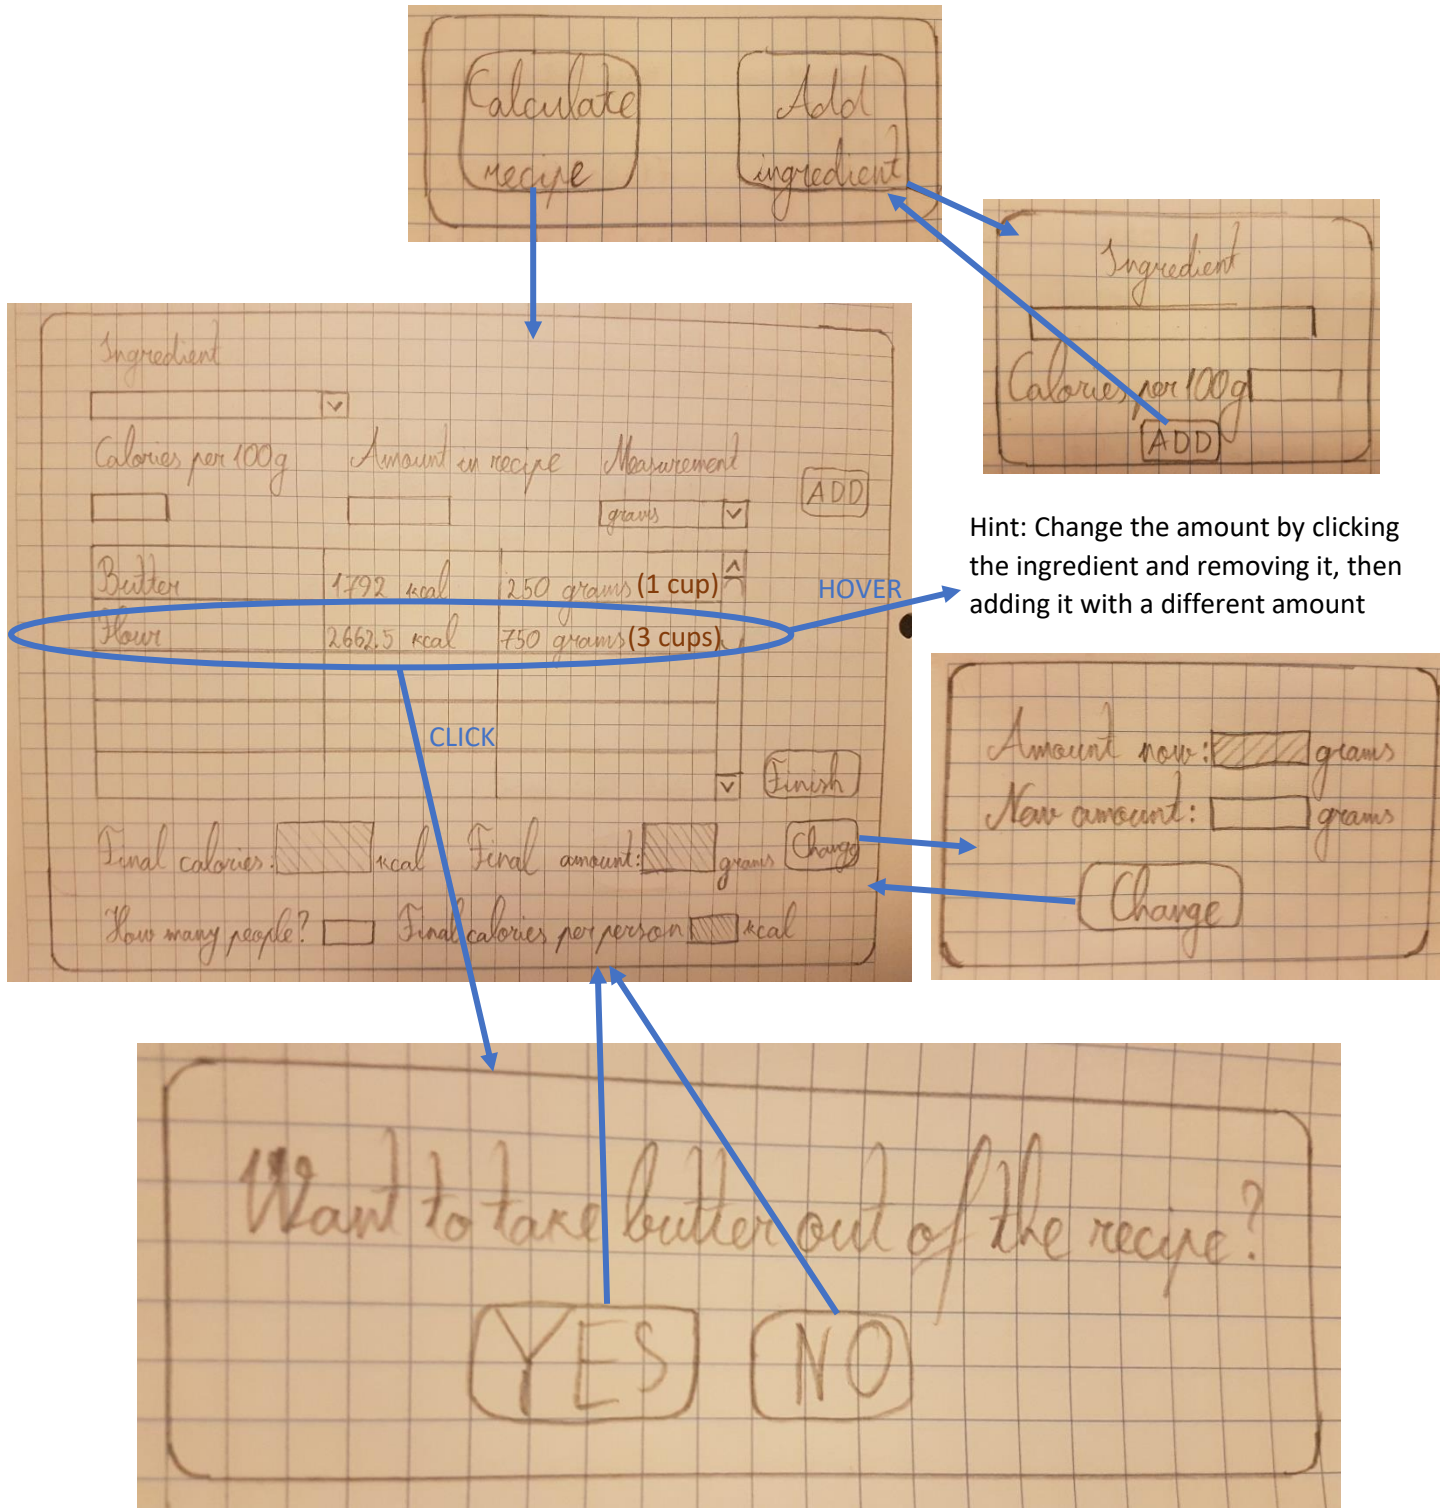 Calculate
recipe
Add
ingredient
Ingredient
Calories per 100g
ADD
Ingredient
Calories per 100g
Amount in recipe
Measurement
ADD
grams
Butter 1792 kcal 250 grams (1 cup)
Flour 2662.5 kcal 750 grams (3 cups)
HOVER
Hint: Change the amount by clicking
the ingredient and removing it, then
adding it with a different amount
CLICK
Finish
Final calories: kcal Final amount: grams Change
How many people? Final calories per person kcal
Amount now: grams
New amount: grams
Change
Want to take butter out of the recipe?
YES NO